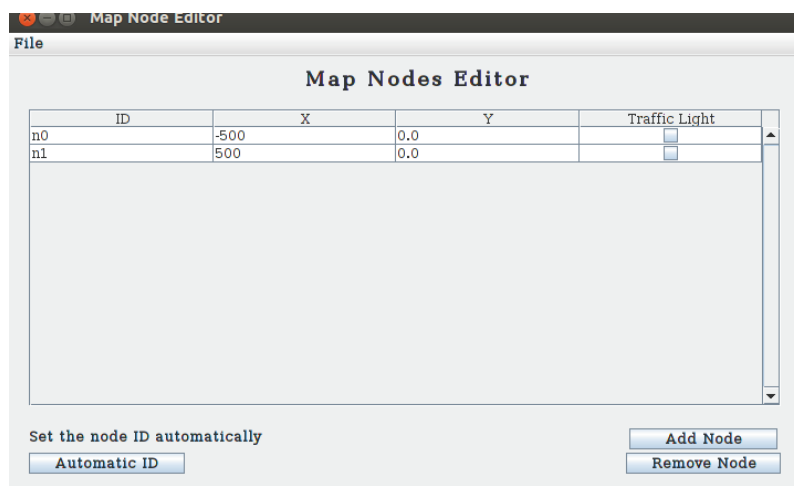 Map Node Editor
File
Map Nodes Editor
ID X Y Traffic Light
n0 -500 0.0
n1 500 0.0
Set the node ID automatically
Add Node
Automatic ID Remove Node